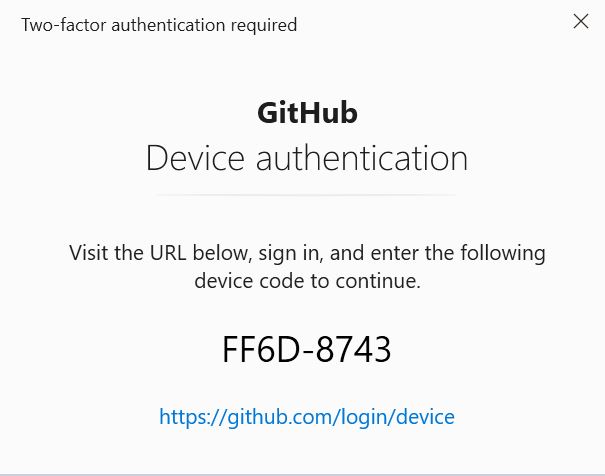 Two-factor authentication required
GitHub
Device authentication
Visit the URL below, sign in, and enter the following
device code to continue.
FF6D-8743
https://github.com/login/device